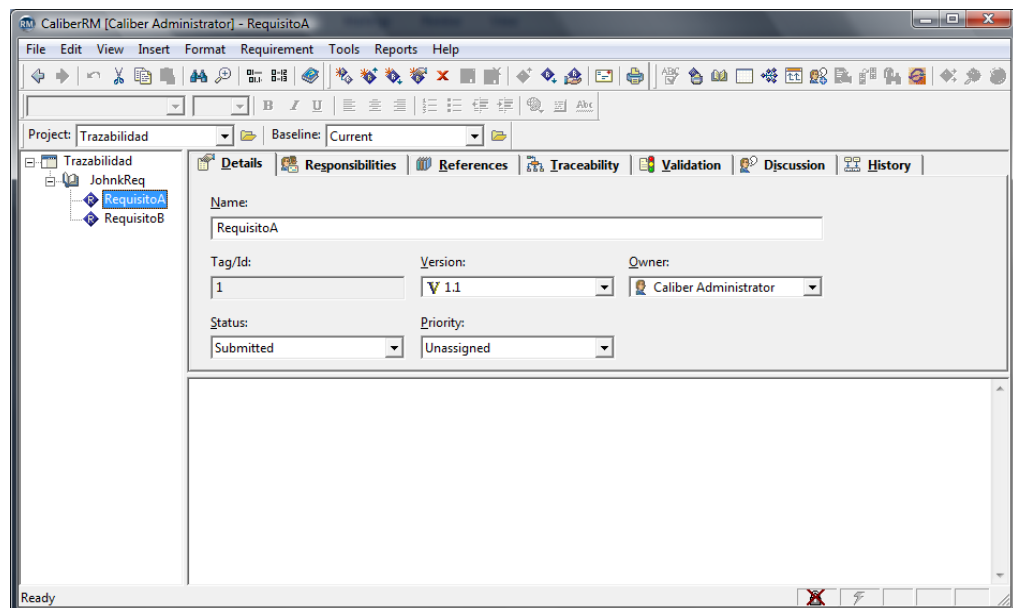 CaliberRM [Caliber Administrator] - RequisitoA
File Edit View Insert Format Requirement Tools Reports Help
B I U Abc
Project: Trazabilidad Baseline: Current
Trazabilidad
JohnkReq
RequisitoA
RequisitoB
Details Responsibilities References Traceability Validation Discussion History
Name:
RequisitoA
Tag/Id: Version: Owner:
1 V 1.1 Caliber Administrator
Status: Priority:
Submitted Unassigned
Ready